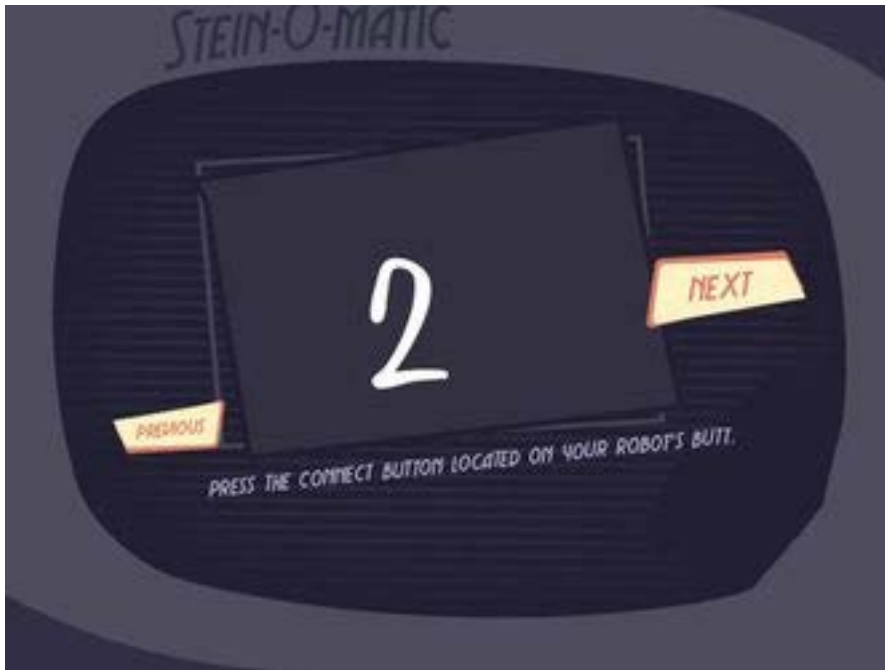 STEIN-O-MATIC
2
NEXT
PREVIOUS
PRESS THE CONNECT BUTTON LOCATED ON YOUR ROBOT'S BUTT.